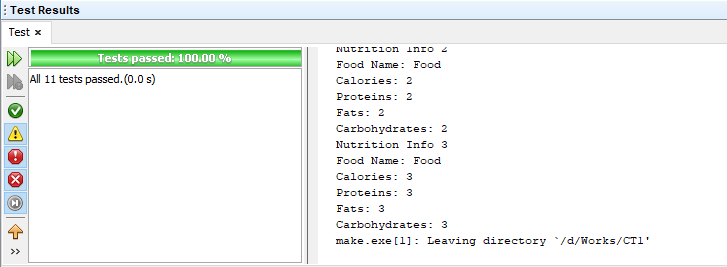 Test Results
Test
Tests passed: 100.00 %
All 11 tests passed.(0.0 s)
Nutrition Info 2
Food Name: Food
Calories: 2
Proteins: 2
Fats: 2
Carbohydrates: 2
Nutrition Info 3
Food Name: Food
Calories: 3
Proteins: 3
Fats: 3
Carbohydrates: 3
make.exe[1]: Leaving directory `/d/Works/CT1'